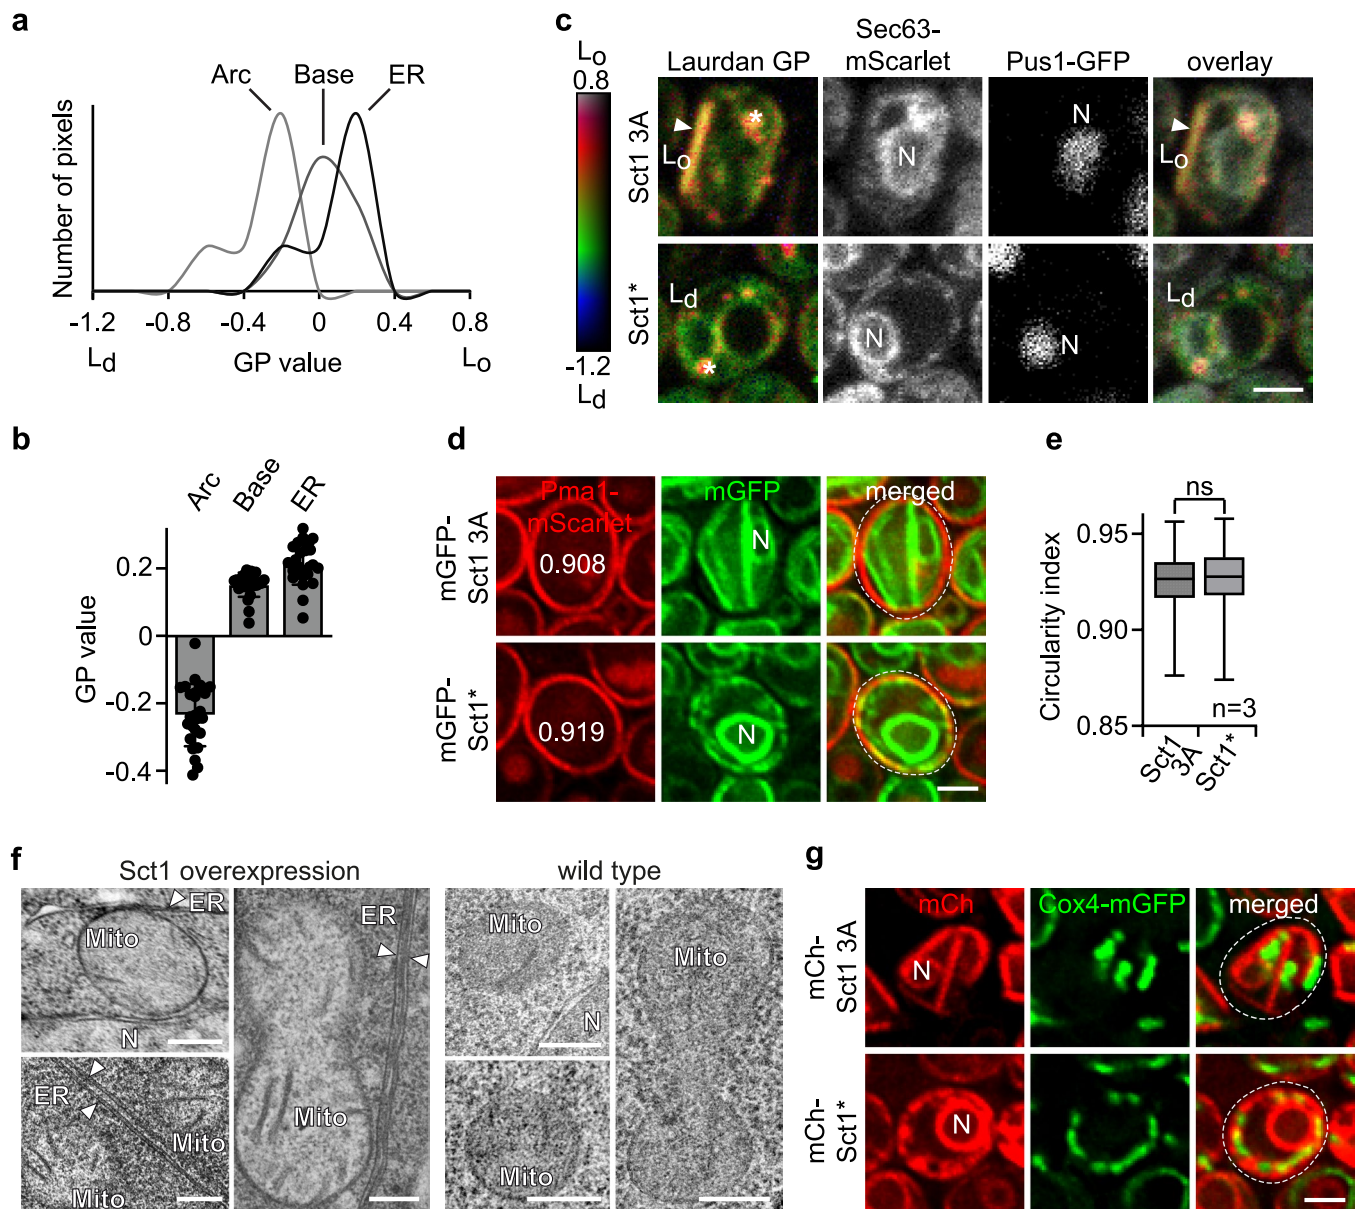 a
Arc Base ER
Number of pixels
-1.2 -0.8 -0.4 0 0.4 0.8
Ld GP value Lo
b
Arc Base ER
GP value
0.2
0
-0.2
-0.4
c
Lo
0.8
-1.2
Ld
Laurdan GP
Sec63-
mScarlet
Pus1-GFP
overlay
Sct1 3A
Lo
*
N
N
Lo
Sct1*
Ld
*
N
N
Ld
d
Pma1-
mScarlet
mGFP
merged
mGFP-
Sct1 3A
0.908
N
mGFP-
Sct1*
0.919
N
e
Circularity index
0.95
0.90
0.85
ns
n=3
Sct1
3A
Sct1*
f
Sct1 overexpression
wild type
ER
Mito
N
ER
Mito
Mito
ER
Mito
Mito
N
Mito
Mito
g
mCh
Cox4-mGFP
merged
mCh-
Sct1 3A
N
mCh-
Sct1*
N